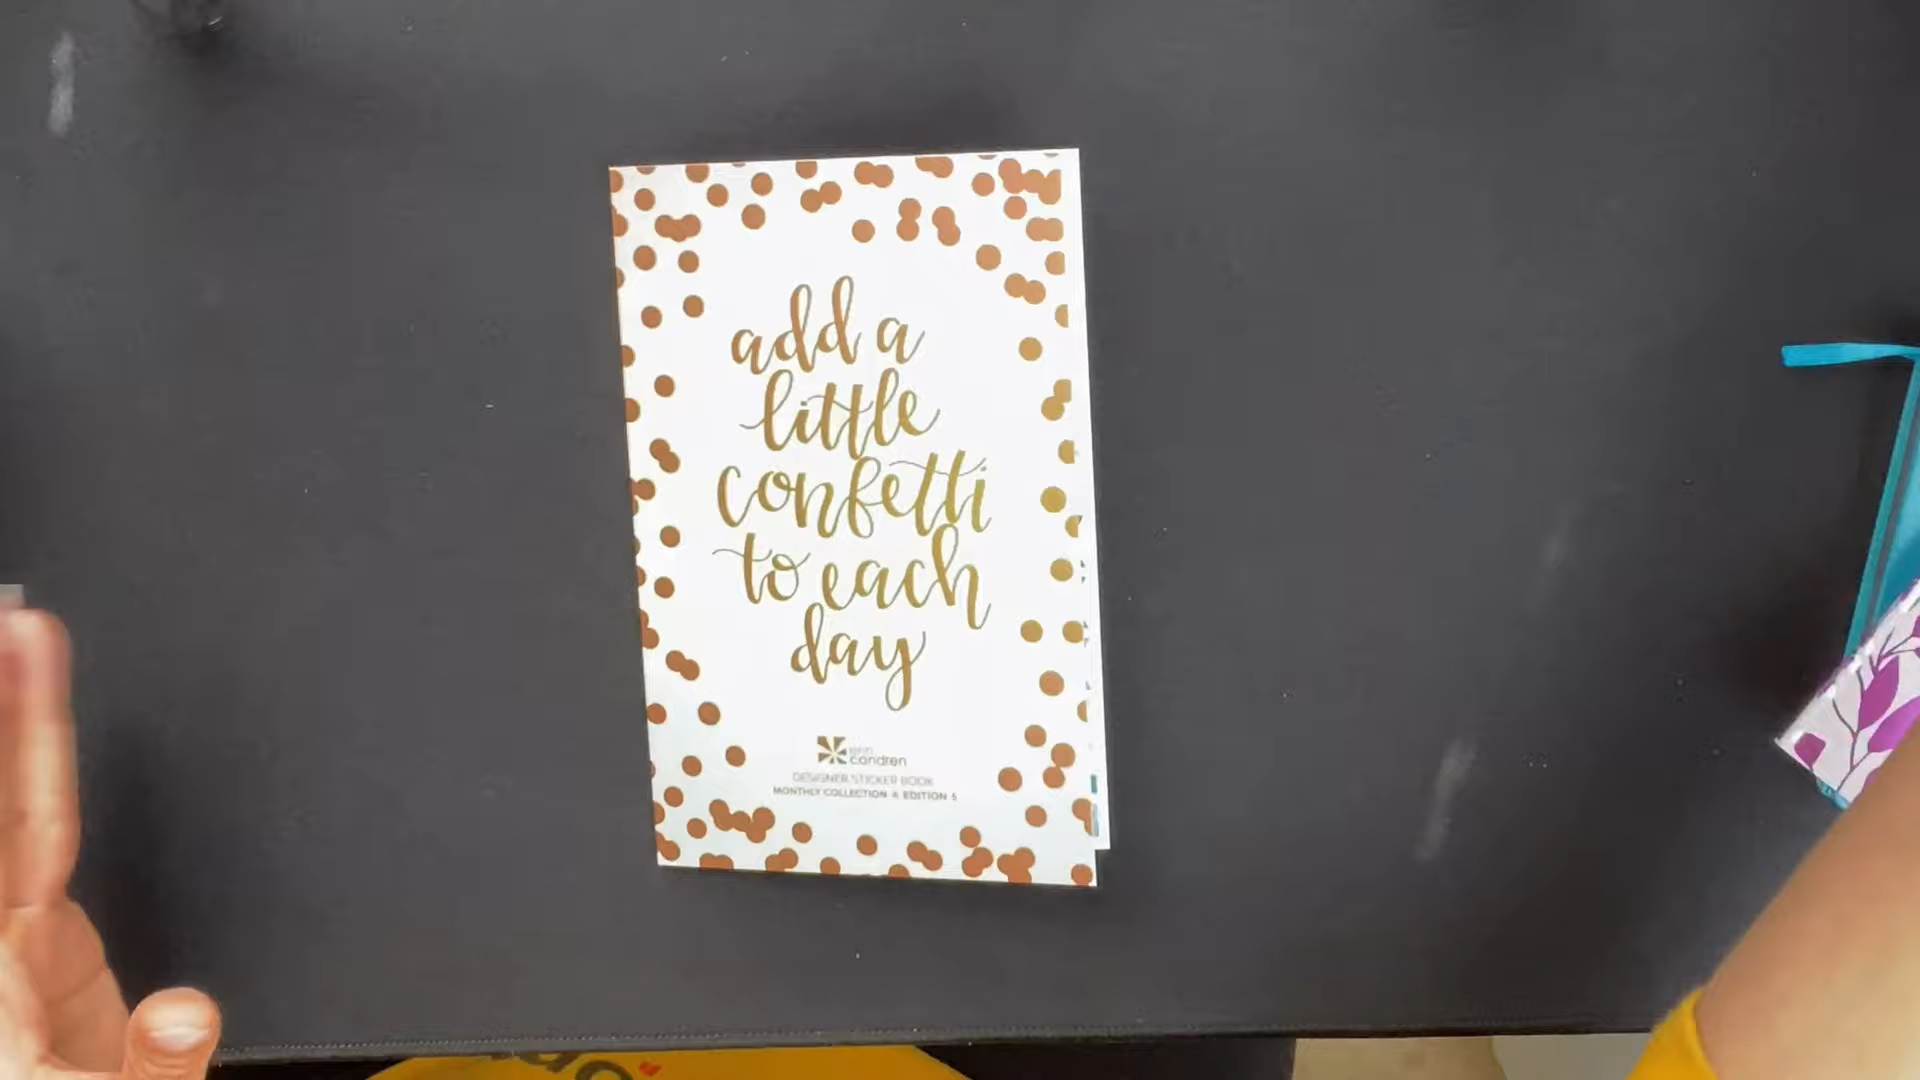 add a
little
confetti
to each
day
erin
condren
DESIGNER STICKER BOOK
MONTHLY COLLECTION & EDITION 5